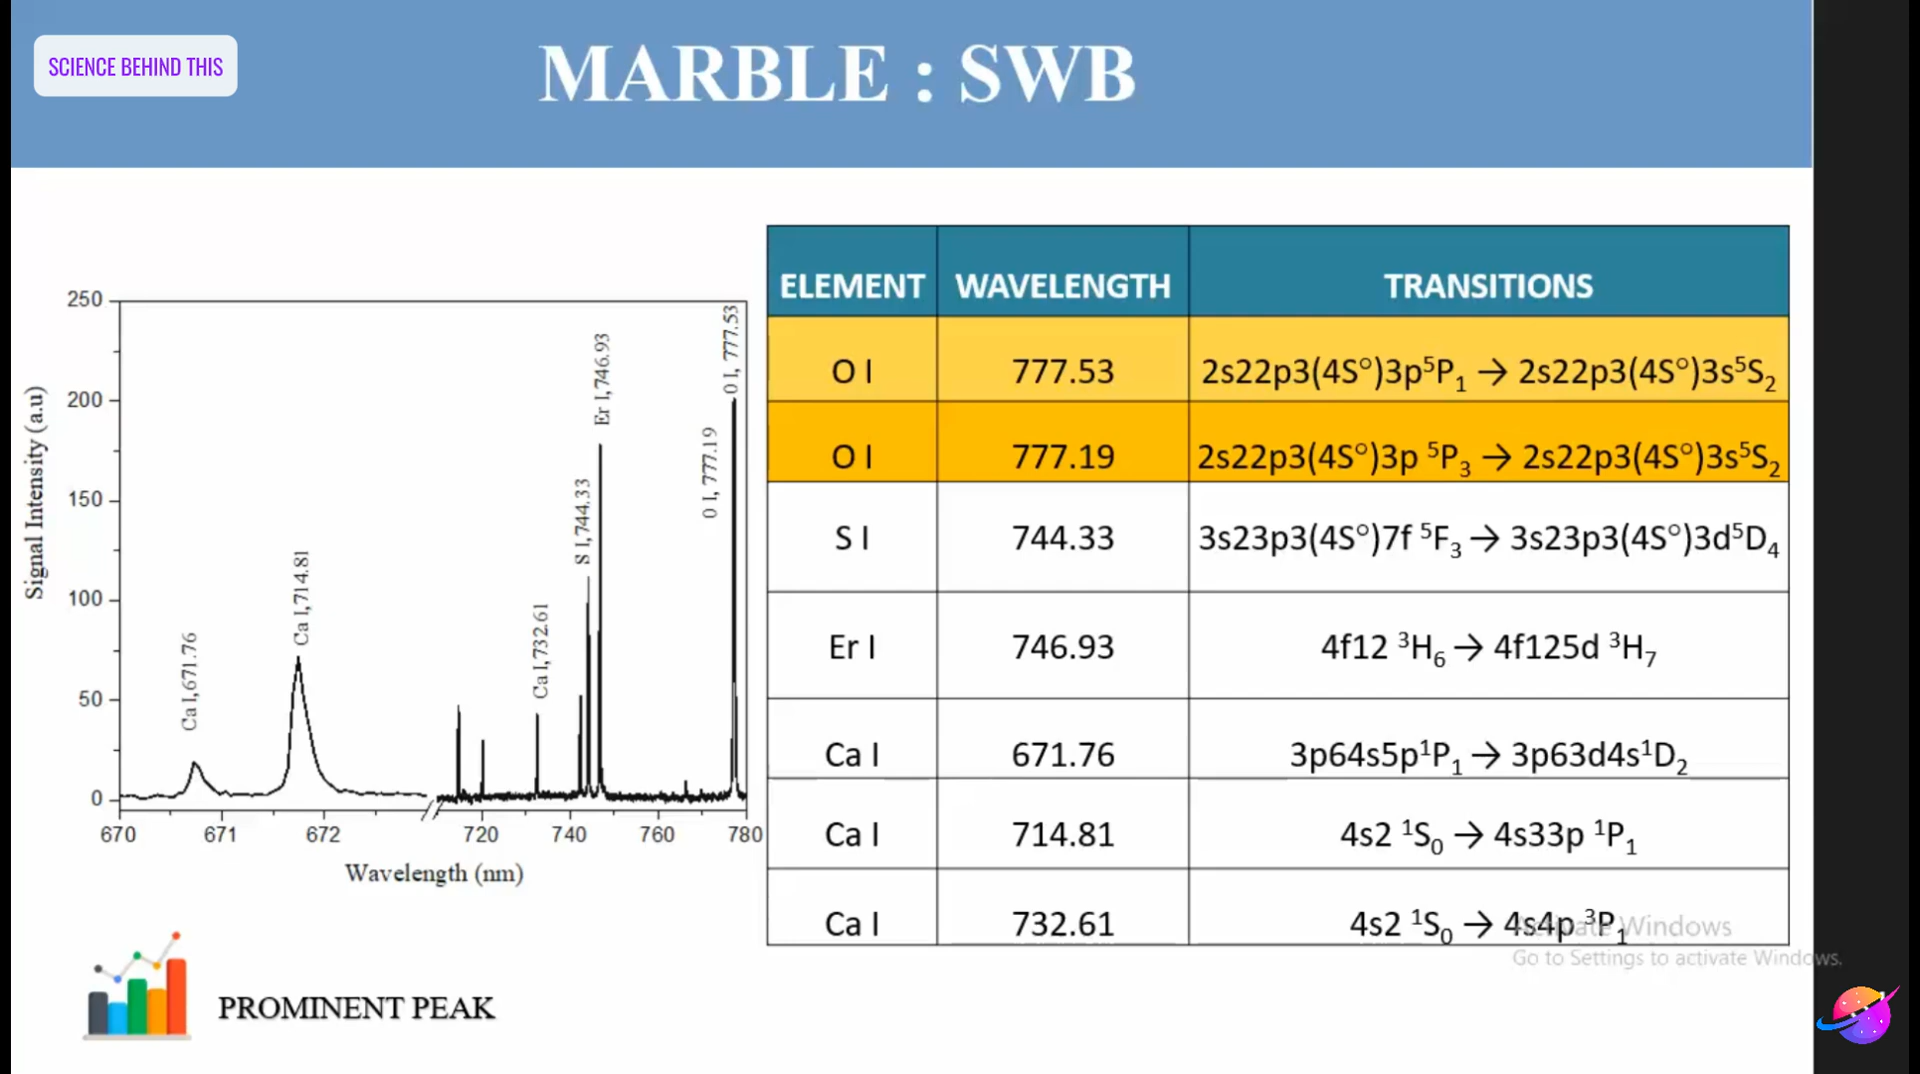 SCIENCE BEHIND THIS
MARBLE : SWB
Signal Intensity (a.u)
250
200
150
100
50
0
Ca I,671.76
Ca I,714.81
Ca I,732.61
S I,744.33
Er I,746.93
O I, 777.19
O I, 777.53
670 671 672 720 740 760 780
Wavelength (nm)
ELEMENT WAVELENGTH TRANSITIONS
O I 777.53 2s22p3(4S°)3p⁵P₁ → 2s22p3(4S°)3s⁵S₂
O I 777.19 2s22p3(4S°)3p ⁵P₃ → 2s22p3(4S°)3s⁵S₂
S I 744.33 3s23p3(4S°)7f ⁵F₃ → 3s23p3(4S°)3d⁵D₄
Er I 746.93 4f12 ³H₆ → 4f125d ³H₇
Ca I 671.76 3p64s5p¹P₁ → 3p63d4s¹D₂
Ca I 714.81 4s2 ¹S₀ → 4s33p ¹P₁
Ca I 732.61 4s2 ¹S₀ → 4s4p ³P₁
Activate Windows
Go to Settings to activate Windows.
PROMINENT PEAK